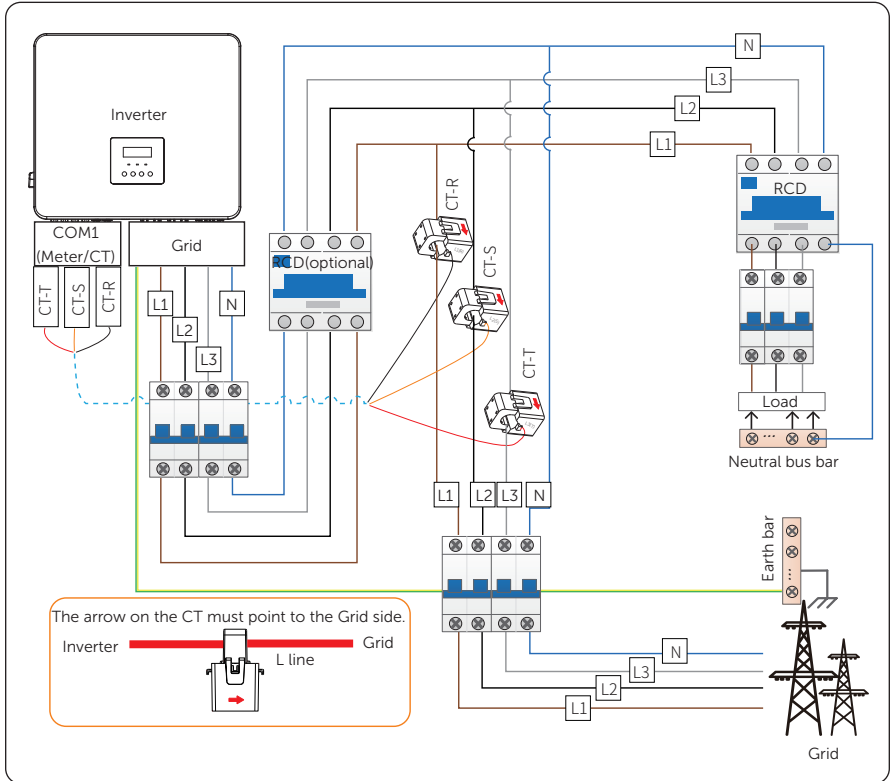 N
L3
L2
L1
Inverter
RCD
COM1
(Meter/CT)
Grid
CT-T
CT-S
CT-R
RCD(optional)
CT-R
CT-S
CT-T
L1
L2
L3
N
Load
...
Neutral bus bar
L1
L2
L3
N
Earth bar
...
The arrow on the CT must point to the Grid side.
Inverter
Grid
L line
N
L3
L2
L1
Grid